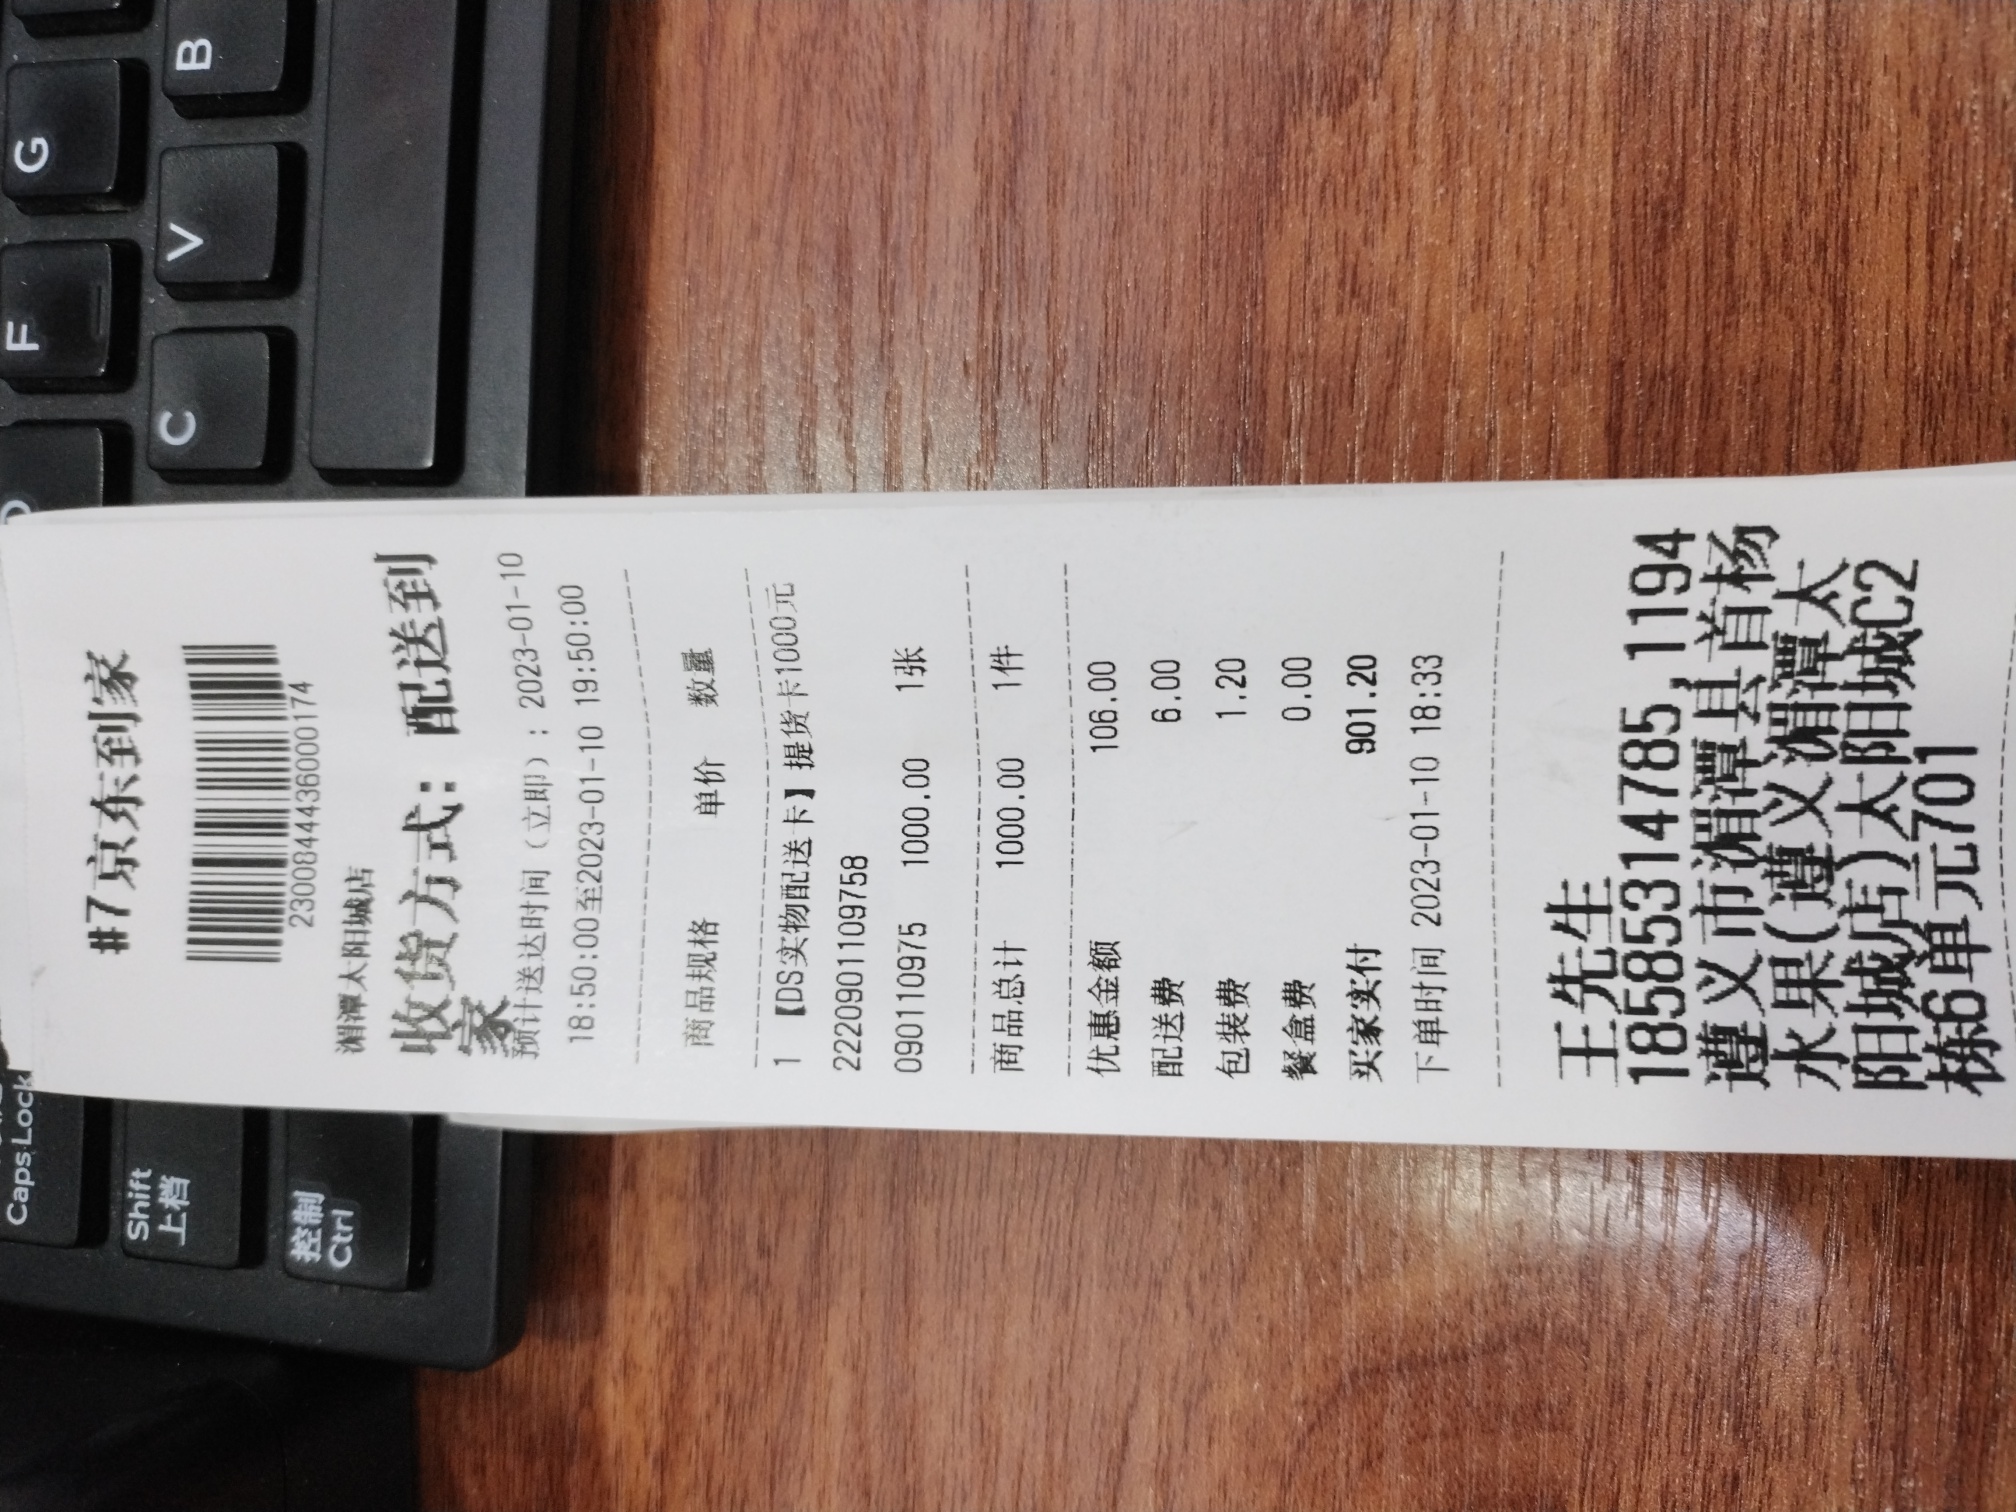 #7京东到家
2300844436000174
湄潭太阳城店
收货方式：配送到
家
预计送达时间（立即）：2023-01-10
18:50:00至2023-01-10 19:50:00
商品规格 单价 数量
1 【DS实物配送卡】提货卡1000元
2220901109758
090110975 1000.00 1张
商品总计 1000.00 1件
优惠金额 106.00
配送费 6.00
包装费 1.20
餐盒费 0.00
买家实付 901.20
下单时间 2023-01-10 18:33
王先生
18585314785,1194
遵义市湄潭县首杨
水果(遵义湄潭太
阳城店)太阳城C2
栋6单元701
G
B
F
V
C
D
Caps Lock
Shift
上档
控制
Ctrl